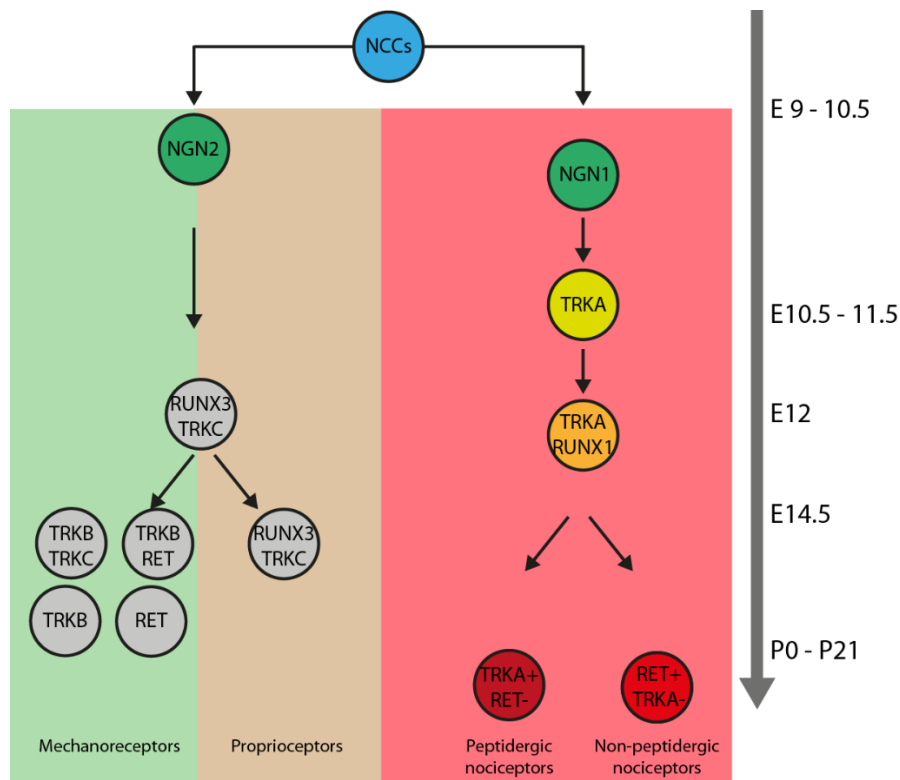 NCCs
E 9 - 10.5
NGN2
NGN1
TRKA
E10.5 - 11.5
RUNX3
TRKC
TRKA
RUNX1
E12
E14.5
TRKB
TRKC
TRKB
RET
RUNX3
TRKC
TRKB
RET
P0 - P21
TRKA+
RET-
RET+
TRKA-
Mechanoreceptors
Proprioceptors
Peptidergic
nociceptors
Non-peptidergic
nociceptors